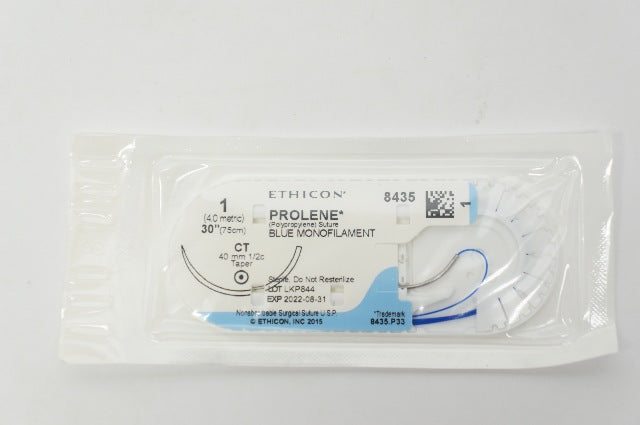 ETHICON*
1
(4.0 metric)
30"(75cm)
PROLENE*
(Polypropylene) Suture
BLUE MONOFILAMENT
8435
1
CT
40 mm 1/2c
Taper
Sterile, Do Not Resterilize
LOT LKP844
EXP 2022-08-31
Nonabsorbable Surgical Suture U.S.P.
© ETHICON, INC 2015
*Trademark
8435.P33